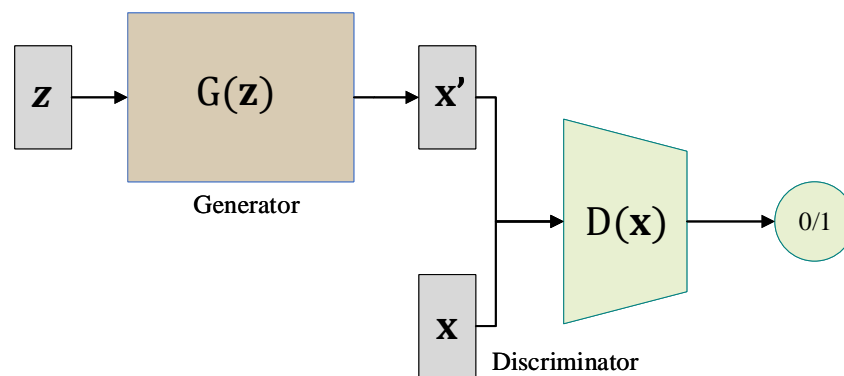 z
G(z)
x'
Generator
D(x)
0/1
x
Discriminator